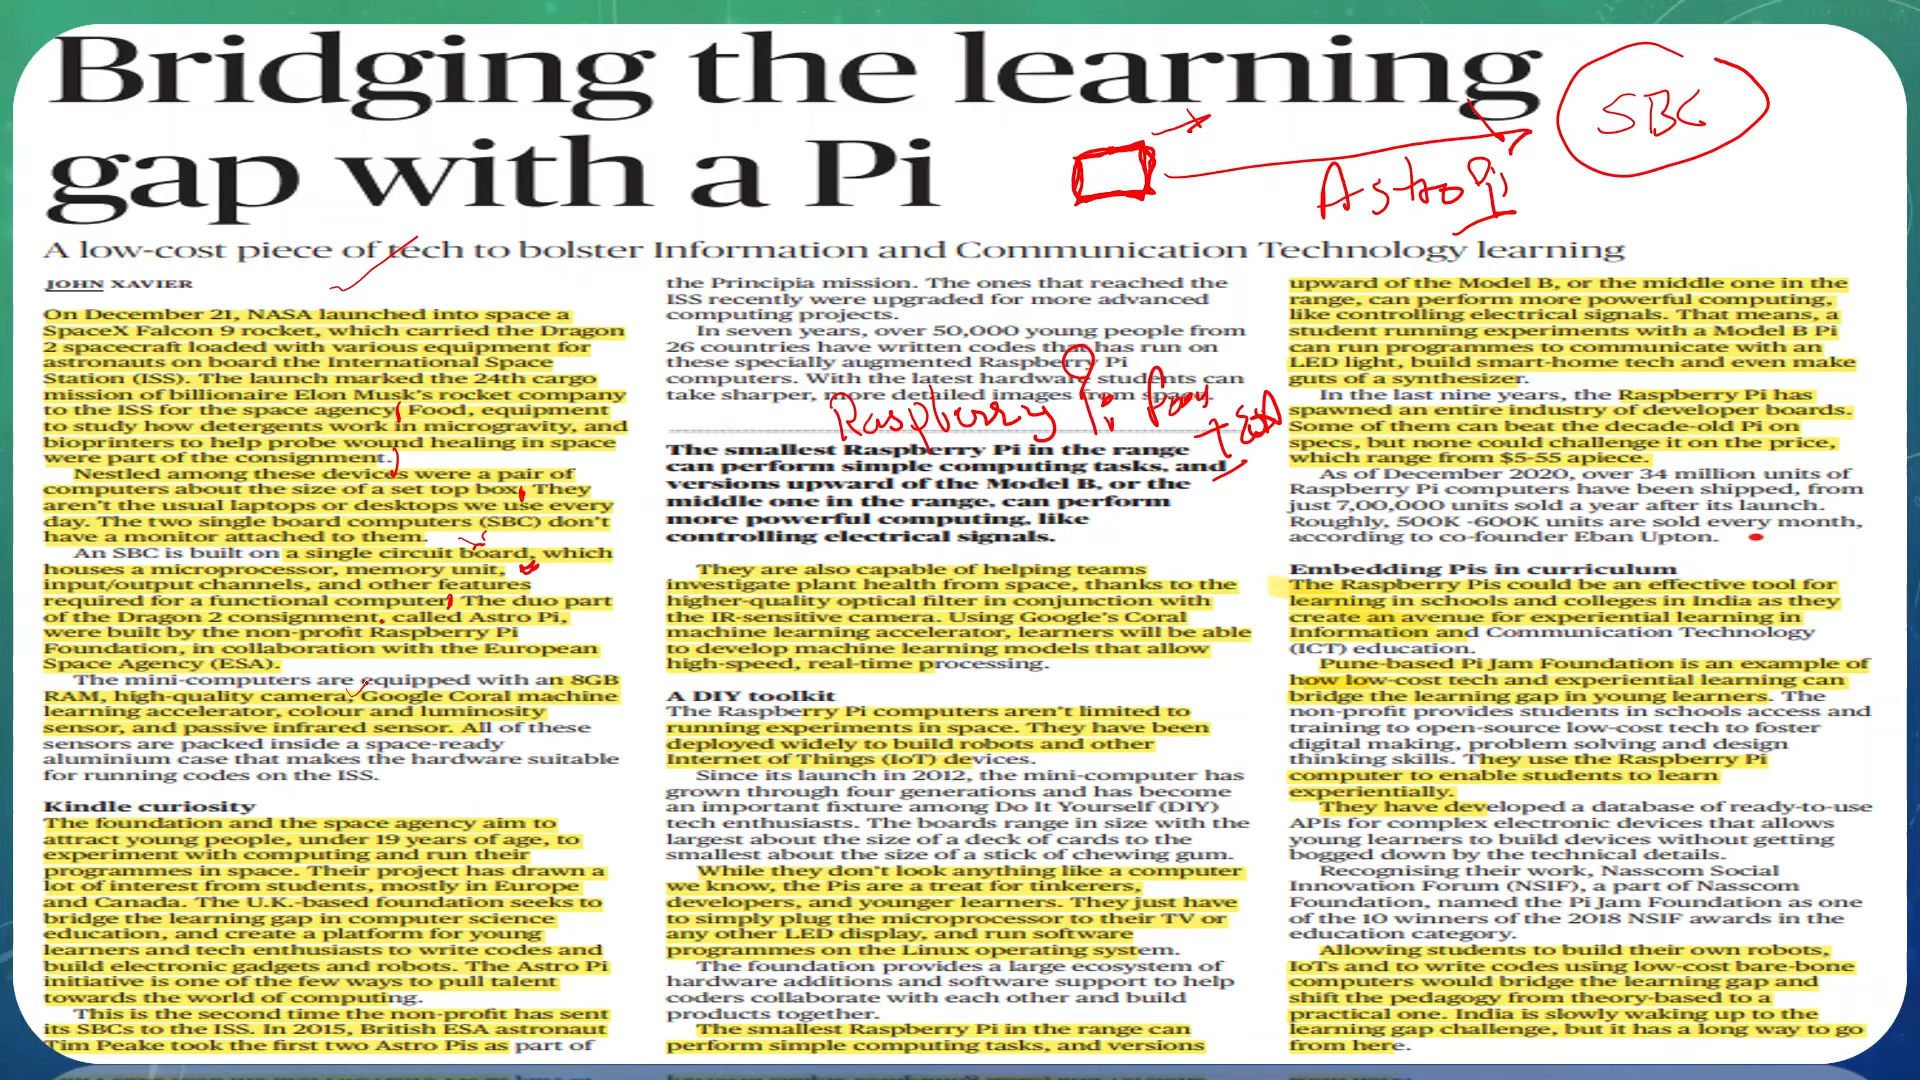 Bridging the learning
gap with a Pi
SBC
Astro Pi
A low-cost piece of tech to bolster Information and Communication Technology learning
JOHN XAVIER
On December 21, NASA launched into space a
SpaceX Falcon 9 rocket, which carried the Dragon
2 spacecraft loaded with various equipment for
astronauts on board the International Space
Station (ISS). The launch marked the 24th cargo
mission of billionaire Elon Musk's rocket company
to the ISS for the space agency. Food, equipment
to study how detergents work in microgravity, and
bioprinters to help probe wound healing in space
were part of the consignment.
Nestled among these devices were a pair of
computers about the size of a set top box. They
aren't the usual laptops or desktops we use every
day. The two single board computers (SBC) don't
have a monitor attached to them.
An SBC is built on a single circuit board, which
houses a microprocessor, memory unit,
input/output channels, and other features
required for a functional computer. The duo part
of the Dragon 2 consignment, called Astro Pi,
were built by the non-profit Raspberry Pi
Foundation, in collaboration with the European
Space Agency (ESA).
The mini-computers are equipped with an 8GB
RAM, high-quality camera, Google Coral machine
learning accelerator, colour and luminosity
sensor, and passive infrared sensor. All of these
sensors are packed inside a space-ready
aluminium case that makes the hardware suitable
for running codes on the ISS.
Kindle curiosity
The foundation and the space agency aim to
attract young people, under 19 years of age, to
experiment with computing and run their
programmes in space. Their project has drawn a
lot of interest from students, mostly in Europe
and Canada. The U.K.-based foundation seeks to
bridge the learning gap in computer science
education, and create a platform for young
learners and tech enthusiasts to write codes and
build electronic gadgets and robots. The Astro Pi
initiative is one of the few ways to pull talent
towards the world of computing.
This is the second time the non-profit has sent
its SBCs to the ISS. In 2015, British ESA astronaut
Tim Peake took the first two Astro Pis as part of
the Principia mission. The ones that reached the
ISS recently were upgraded for more advanced
computing projects.
In seven years, over 50,000 young people from
26 countries have written codes that has run on
these specially augmented Raspberry Pi
computers. With the latest hardware students can
take sharper, more detailed images from space.
Raspberry Pi
+ ESA
The smallest Raspberry Pi in the range
can perform simple computing tasks, and
versions upward of the Model B, or the
middle one in the range, can perform
more powerful computing, like
controlling electrical signals.
They are also capable of helping teams
investigate plant health from space, thanks to the
higher-quality optical filter in conjunction with
the IR-sensitive camera. Using Google's Coral
machine learning accelerator, learners will be able
to develop machine learning models that allow
high-speed, real-time processing.
A DIY toolkit
The Raspberry Pi computers aren't limited to
running experiments in space. They have been
deployed widely to build robots and other
Internet of Things (IoT) devices.
Since its launch in 2012, the mini-computer has
grown through four generations and has become
an important fixture among Do It Yourself (DIY)
tech enthusiasts. The boards range in size with the
largest about the size of a deck of cards to the
smallest about the size of a stick of chewing gum.
While they don't look anything like a computer
we know, the Pis are a treat for tinkerers,
developers, and younger learners. They just have
to simply plug the microprocessor to their TV or
any other LED display, and run software
programmes on the Linux operating system.
The foundation provides a large ecosystem of
hardware additions and software support to help
coders collaborate with each other and build
products together.
The smallest Raspberry Pi in the range can
perform simple computing tasks, and versions
upward of the Model B, or the middle one in the
range, can perform more powerful computing,
like controlling electrical signals. That means, a
student running experiments with a Model B Pi
can run programmes to communicate with an
LED light, build smart-home tech and even make
guts of a synthesizer.
In the last nine years, the Raspberry Pi has
spawned an entire industry of developer boards.
Some of them can beat the decade-old Pi on
specs, but none could challenge it on the price,
which range from $5-55 apiece.
As of December 2020, over 34 million units of
Raspberry Pi computers have been shipped, from
just 7,00,000 units sold a year after its launch.
Roughly, 500K -600K units are sold every month,
according to co-founder Eban Upton.
Embedding Pis in curriculum
The Raspberry Pis could be an effective tool for
learning in schools and colleges in India as they
create an avenue for experiential learning in
Information and Communication Technology
(ICT) education.
Pune-based Pi Jam Foundation is an example of
how low-cost tech and experiential learning can
bridge the learning gap in young learners. The
non-profit provides students in schools access and
training to open-source low-cost tech to foster
digital making, problem solving and design
thinking skills. They use the Raspberry Pi
computer to enable students to learn
experientially.
They have developed a database of ready-to-use
APIs for complex electronic devices that allows
young learners to build devices without getting
bogged down by the technical details.
Recognising their work, Nasscom Social
Innovation Forum (NSIF), a part of Nasscom
Foundation, named the Pi Jam Foundation as one
of the 10 winners of the 2018 NSIF awards in the
education category.
Allowing students to build their own robots,
IoTs and to write codes using low-cost bare-bone
computers would bridge the learning gap and
shift the pedagogy from theory-based to a
practical one. India is slowly waking up to the
learning gap challenge, but it has a long way to go
from here.